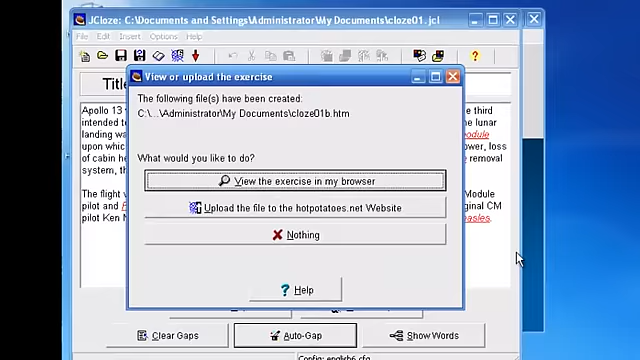 JCloze: C:\Documents and Settings\Administrator\My Documents\cloze01.jcl
File Edit Insert Options Help
Title
View or upload the exercise
The following file(s) have been created:
C:\...\Administrator\My Documents\cloze01b.htm
What would you like to do?
View the exercise in my browser
Upload the file to the hotpotatoes.net Website
Nothing
Help
Apollo 13
intended to
landing wa
upon which
of cabin he
system, th
The flight
pilot and
pilot Ken
third
lunar
odule
ower, loss
removal
Module
ginal CM
easles.
Clear Gaps
Auto-Gap
Show Words
Config: english6.cfg